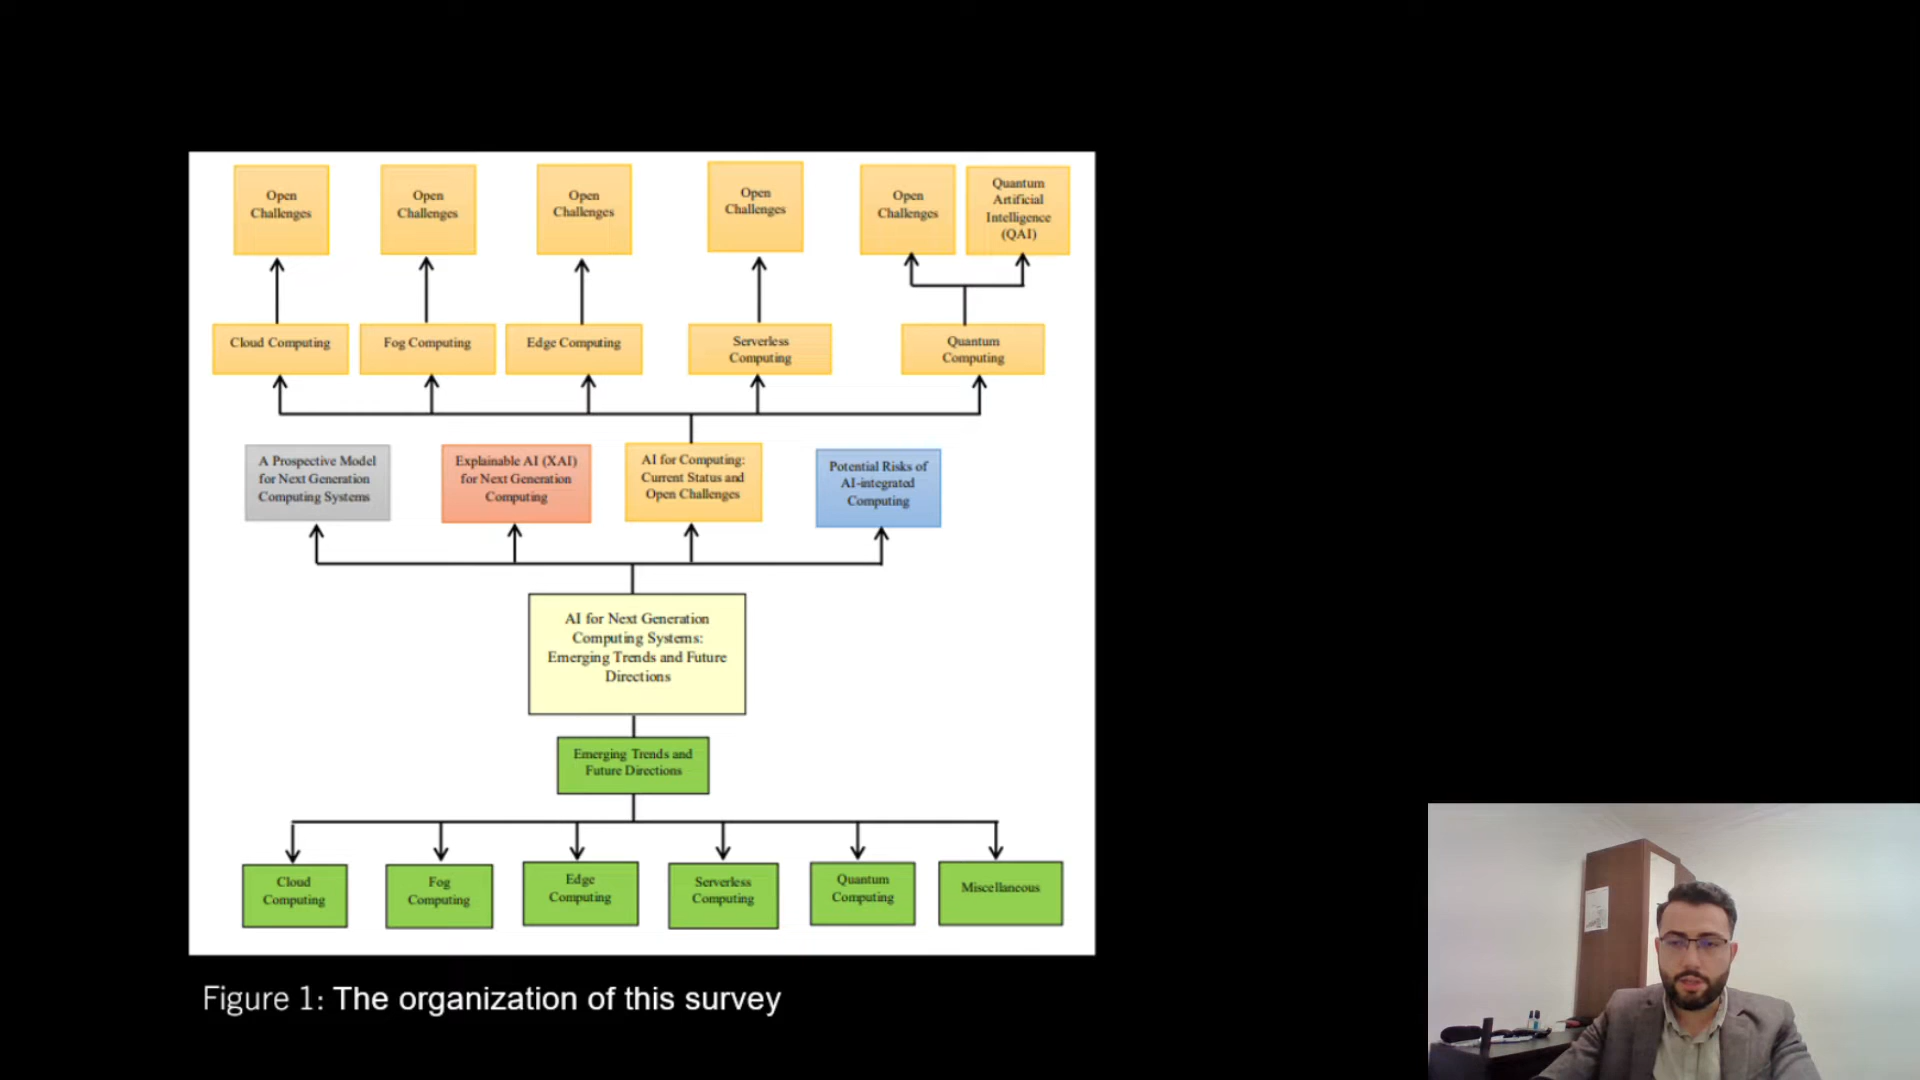 Open
Challenges
Open
Challenges
Open
Challenges
Open
Challenges
Open
Challenges
Quantum
Artificial
Intelligence
(QAI)
Cloud Computing
Fog Computing
Edge Computing
Serverless
Computing
Quantum
Computing
A Prospective Model
for Next Generation
Computing Systems
Explainable AI (XAI)
for Next Generation
Computing
AI for Computing:
Current Status and
Open Challenges
Potential Risks of
AI-integrated
Computing
AI for Next Generation
Computing Systems:
Emerging Trends and Future
Directions
Emerging Trends and
Future Directions
Cloud
Computing
Fog
Computing
Edge
Computing
Serverless
Computing
Quantum
Computing
Miscellaneous
Figure 1: The organization of this survey